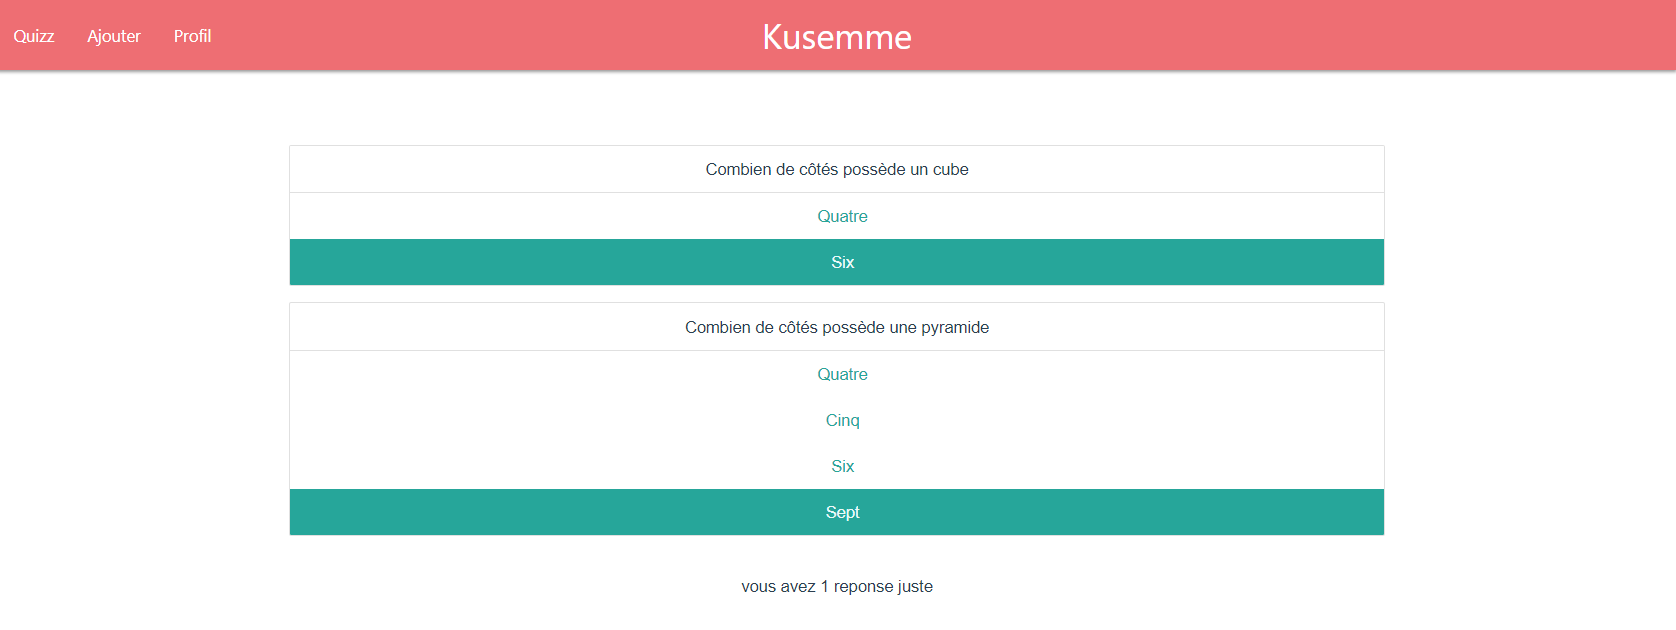 Quizz Ajouter Profil Kusemme
Combien de côtés possède un cube
Quatre
Six
Combien de côtés possède une pyramide
Quatre
Cinq
Six
Sept
vous avez 1 reponse juste